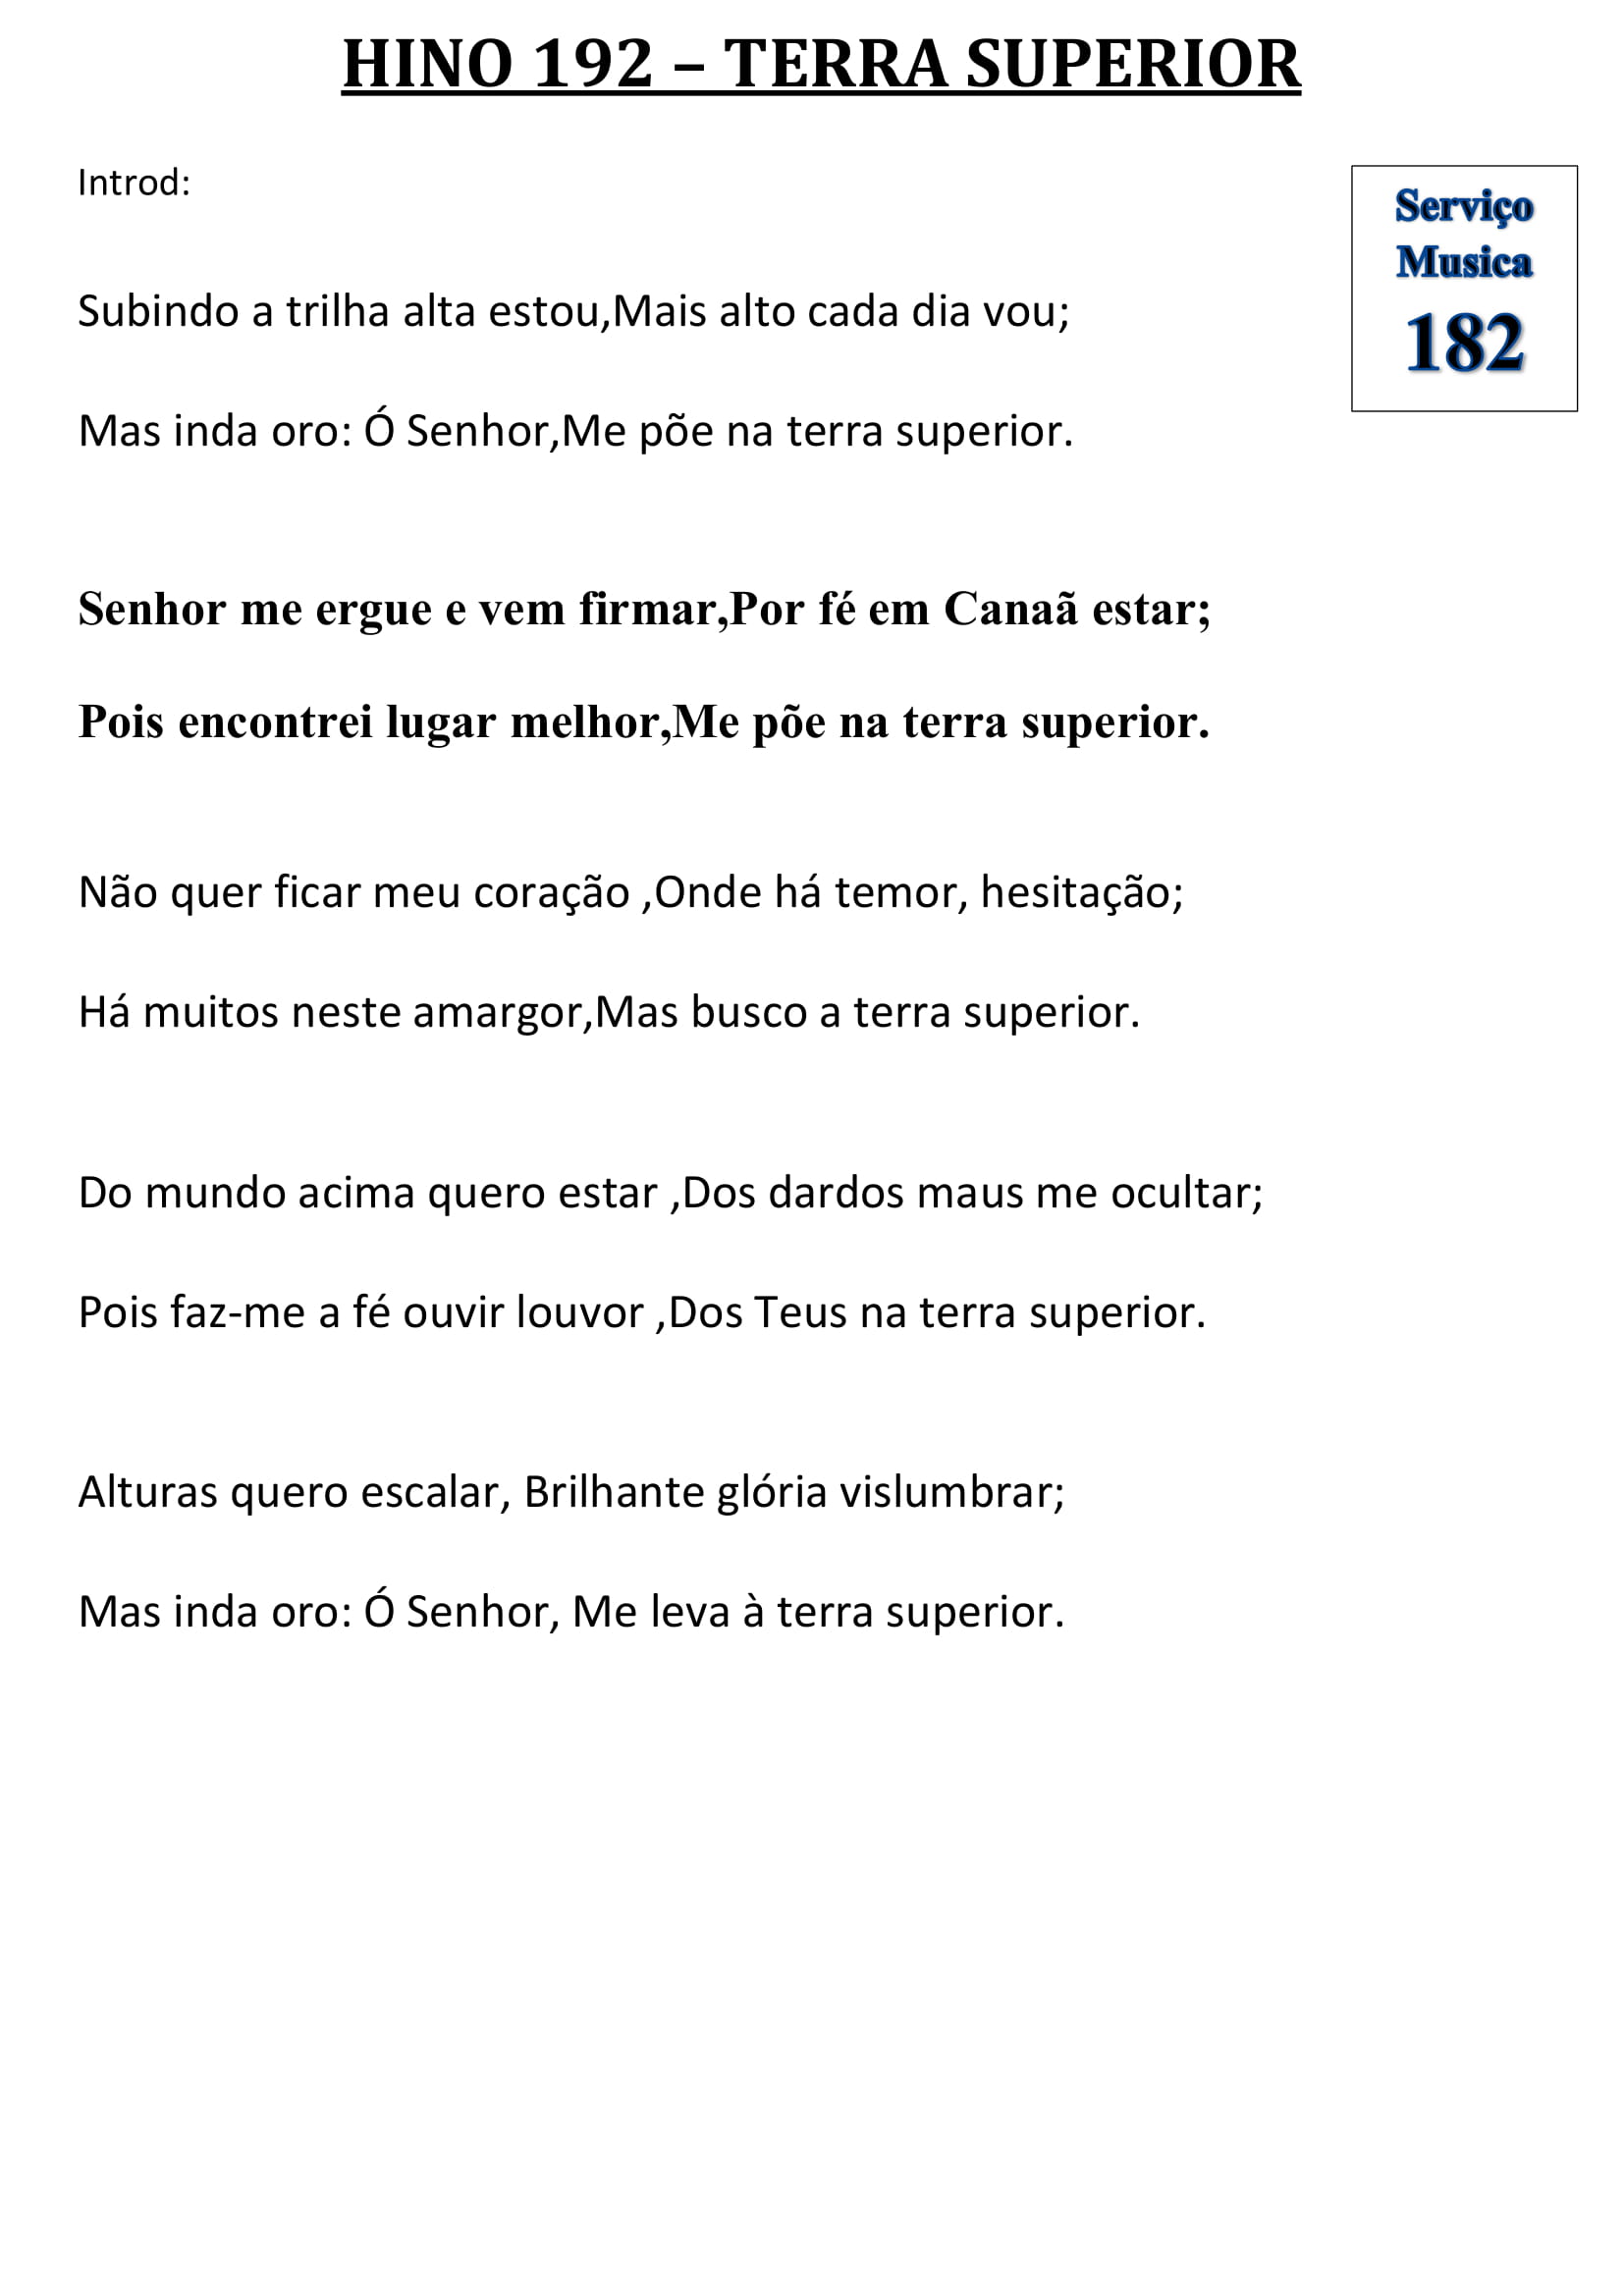 HINO 192 – TERRA SUPERIOR
Introd:
Serviço
Musica
182
Subindo a trilha alta estou,Mais alto cada dia vou;
Mas inda oro: Ó Senhor,Me põe na terra superior.
Senhor me ergue e vem firmar,Por fé em Canaã estar;
Pois encontrei lugar melhor,Me põe na terra superior.
Não quer ficar meu coração ,Onde há temor, hesitação;
Há muitos neste amargor,Mas busco a terra superior.
Do mundo acima quero estar ,Dos dardos maus me ocultar;
Pois faz-me a fé ouvir louvor ,Dos Teus na terra superior.
Alturas quero escalar, Brilhante glória vislumbrar;
Mas inda oro: Ó Senhor, Me leva à terra superior.